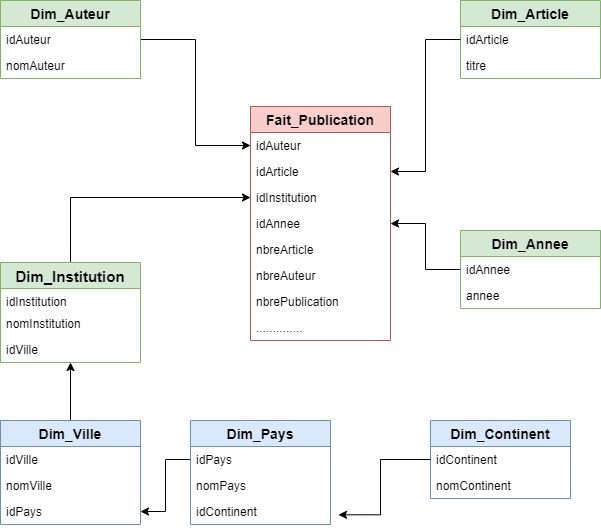 Dim_Auteur
idAuteur
nomAuteur
Dim_Article
idArticle
titre
Fait_Publication
idAuteur
idArticle
idInstitution
idAnnee
nbreArticle
nbreAuteur
nbrePublication
..............
Dim_Annee
idAnnee
annee
Dim_Institution
idInstitution
nomInstitution
idVille
Dim_Ville
idVille
nomVille
idPays
Dim_Pays
idPays
nomPays
idContinent
Dim_Continent
idContinent
nomContinent